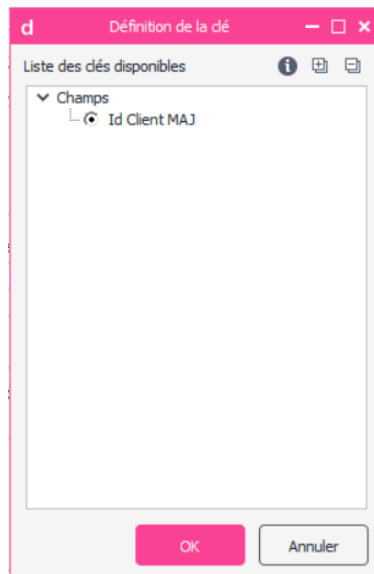 d Définition de la clé
Liste des clés disponibles
Champs
Id Client MAJ
OK Annuler